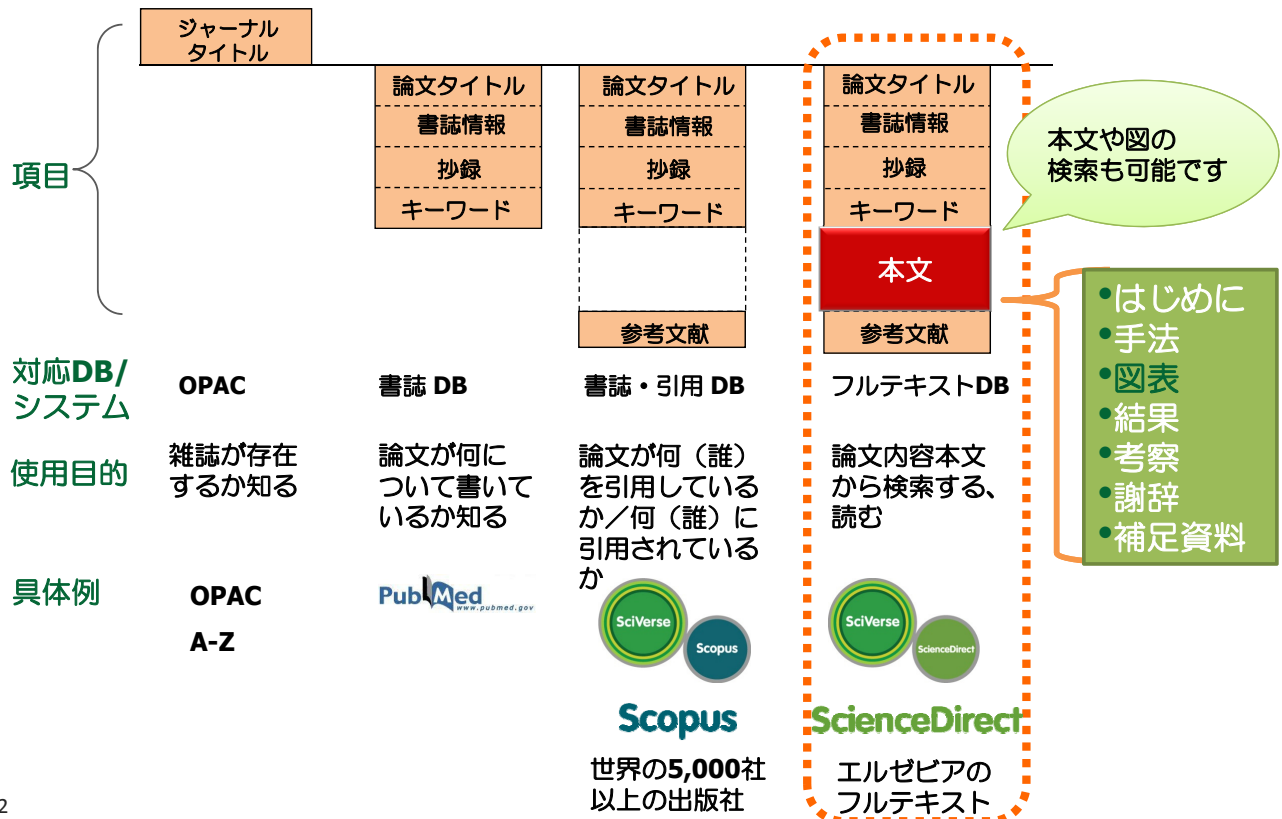 ジャーナル
タイトル
項目
論文タイトル
書誌情報
抄録
キーワード
論文タイトル
書誌情報
抄録
キーワード
参考文献
論文タイトル
書誌情報
抄録
キーワード
本文
参考文献
本文や図の
検索も可能です
•はじめに
•手法
•図表
•結果
•考察
•謝辞
•補足資料
対応DB/
システム
OPAC
書誌 DB
書誌・引用 DB
フルテキストDB
使用目的
雑誌が存在
するか知る
論文が何に
ついて書いて
いるか知る
論文が何（誰）
を引用している
か／何（誰）に
引用されている
か
論文内容本文
から検索する、
読む
具体例
OPAC
A-Z
PubMed
www.pubmed.gov
SciVerse
Scopus
Scopus
世界の5,000社
以上の出版社
SciVerse
ScienceDirect
ScienceDirect
エルゼビアの
フルテキスト
2